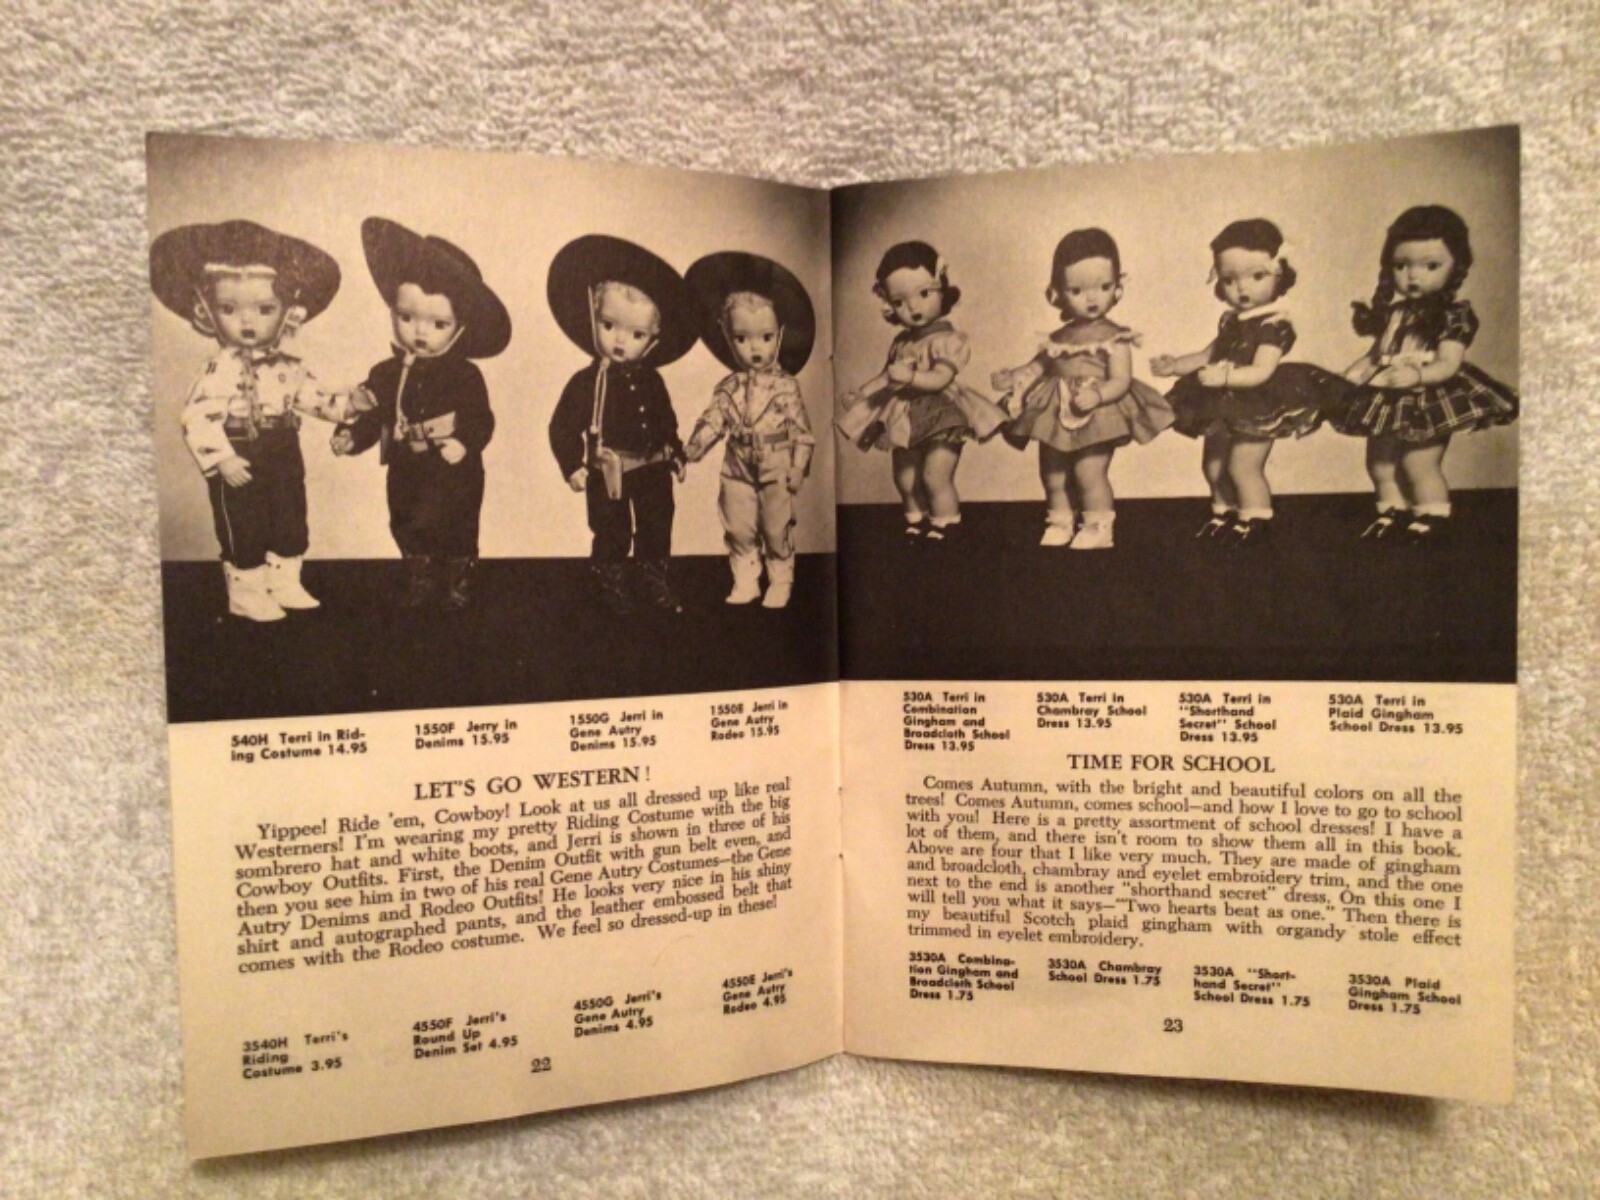 540H Terri in Rid-
ing Costume 14.95
1550F Jerry in
Denims 15.95
1550G Jerri in
Gene Autry
Denims 15.95
1550E Jerri in
Gene Autry
Rodeo 15.95
LET'S GO WESTERN!
Yippee! Ride 'em, Cowboy! Look at us all dressed up like real
Westerners! I'm wearing my pretty Riding Costume with the big
sombrero hat and white boots, and Jerri is shown in three of his
Cowboy Outfits. First, the Denim Outfit with gun belt even, and
then you see him in two of his real Gene Autry Costumes—the Gene
Autry Denims and Rodeo Outfits! He looks very nice in his shiny
shirt and autographed pants, and the leather embossed belt that
comes with the Rodeo costume. We feel so dressed-up in these!
3540H Terri's
Riding
Costume 3.95
4550F Jerri's
Round Up
Denim Set 4.95
4550G Jerri's
Gene Autry
Denims 4.95
4550E Jerri's
Gene Autry
Rodeo 4.95
22
530A Terri in
Combination
Gingham and
Broadcloth School
Dress 13.95
530A Terri in
Chambray School
Dress 13.95
530A Terri in
"Shorthand
Secret" School
Dress 13.95
530A Terri in
Plaid Gingham
School Dress 13.95
TIME FOR SCHOOL
Comes Autumn, with the bright and beautiful colors on all the
trees! Comes Autumn, comes school—and how I love to go to school
with you! Here is a pretty assortment of school dresses! I have a
lot of them, and there isn't room to show them all in this book.
Above are four that I like very much. They are made of gingham
and broadcloth, chambray and eyelet embroidery trim, and the one
next to the end is another "shorthand secret" dress. On this one I
will tell you what it says—"Two hearts beat as one." Then there is
my beautiful Scotch plaid gingham with organdy stole effect
trimmed in eyelet embroidery.
3530A Combina-
tion Gingham and
Broadcloth School
Dress 1.75
3530A Chambray
School Dress 1.75
3530A "Short-
hand Secret"
School Dress 1.75
3530A Plaid
Gingham School
Dress 1.75
23